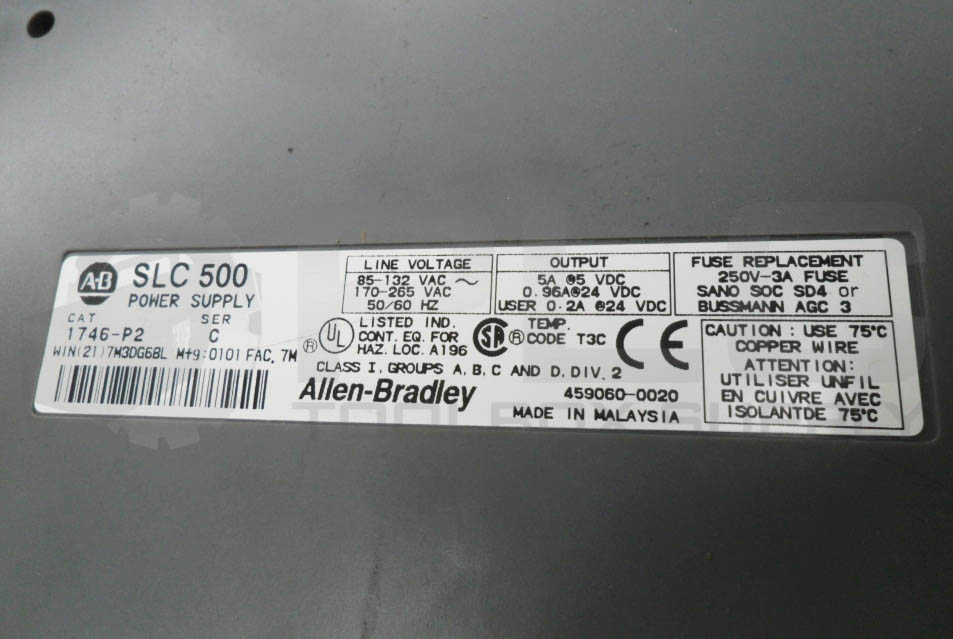 A-B
SLC 500
POWER SUPPLY
CAT SER
1746-P2 C
WIN(21)7M3DG6BL Mfg:0101 FAC. 7M
LINE VOLTAGE
85-132 VAC ~
170-265 VAC
50/60 HZ
OUTPUT
5A @5 VDC
0.96A@24 VDC
USER 0.2A @24 VDC
FUSE REPLACEMENT
250V-3A FUSE
SANO SOC SD4 or
BUSSMANN AGC 3
® UL
LISTED IND.
CONT. EQ. FOR
HAZ. LOC. A196
SA ®
TEMP.
CODE T3C
CE
CLASS I, GROUPS A, B, C AND D, DIV. 2
Allen-Bradley
459060-0020
MADE IN MALAYSIA
CAUTION: USE 75°C
COPPER WIRE
ATTENTION:
UTILISER UNFIL
EN CUIVRE AVEC
ISOLANTDE 75°C
TOOLBOX SUPPLY